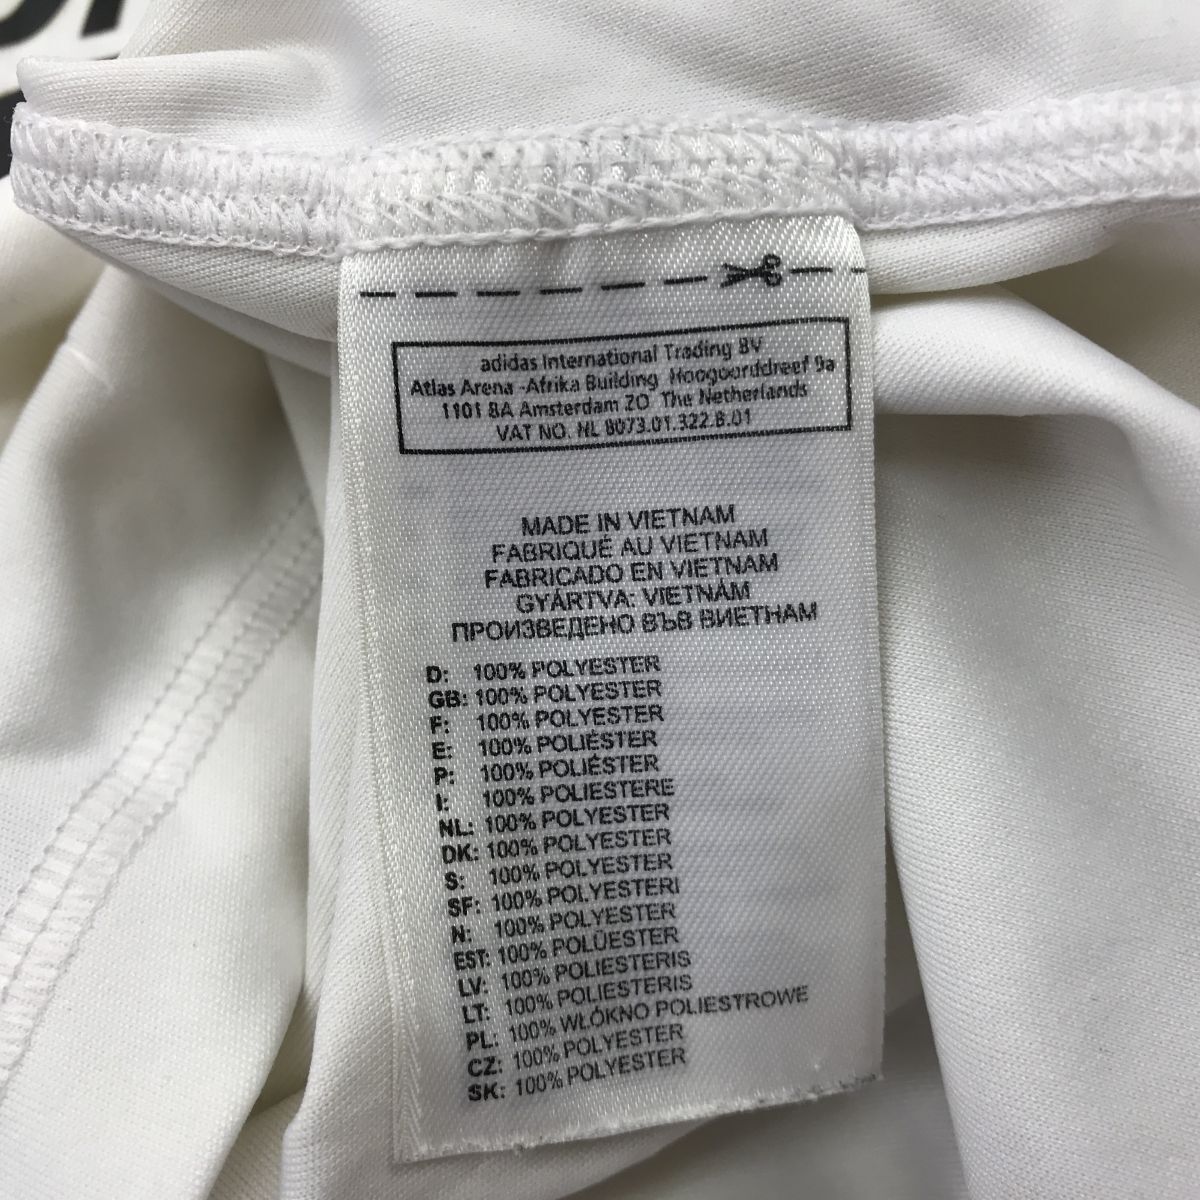 adidas International Trading BV
Atlas Arena -Afrika Building Hoogoorddreef 9a
1101 BA Amsterdam ZO The Netherlands
VAT NO. NL 8073.01.322.B.01
MADE IN VIETNAM
FABRIQUÉ AU VIETNAM
FABRICADO EN VIETNAM
GYÁRTVA: VIETNÁM
ПРОИЗВЕДЕНО ВЪВ ВИЕТНАМ
D: 100% POLYESTER
GB: 100% POLYESTER
F: 100% POLYESTER
E: 100% POLIÉSTER
P: 100% POLIÉSTER
I: 100% POLIESTERE
NL: 100% POLYESTER
DK: 100% POLYESTER
S: 100% POLYESTER
SF: 100% POLYESTERI
N: 100% POLYESTER
EST: 100% POLÜESTER
LV: 100% POLIESTERIS
LT: 100% POLIESTERIS
PL: 100% WŁÓKNO POLIESTROWE
CZ: 100% POLYESTER
SK: 100% POLYESTER